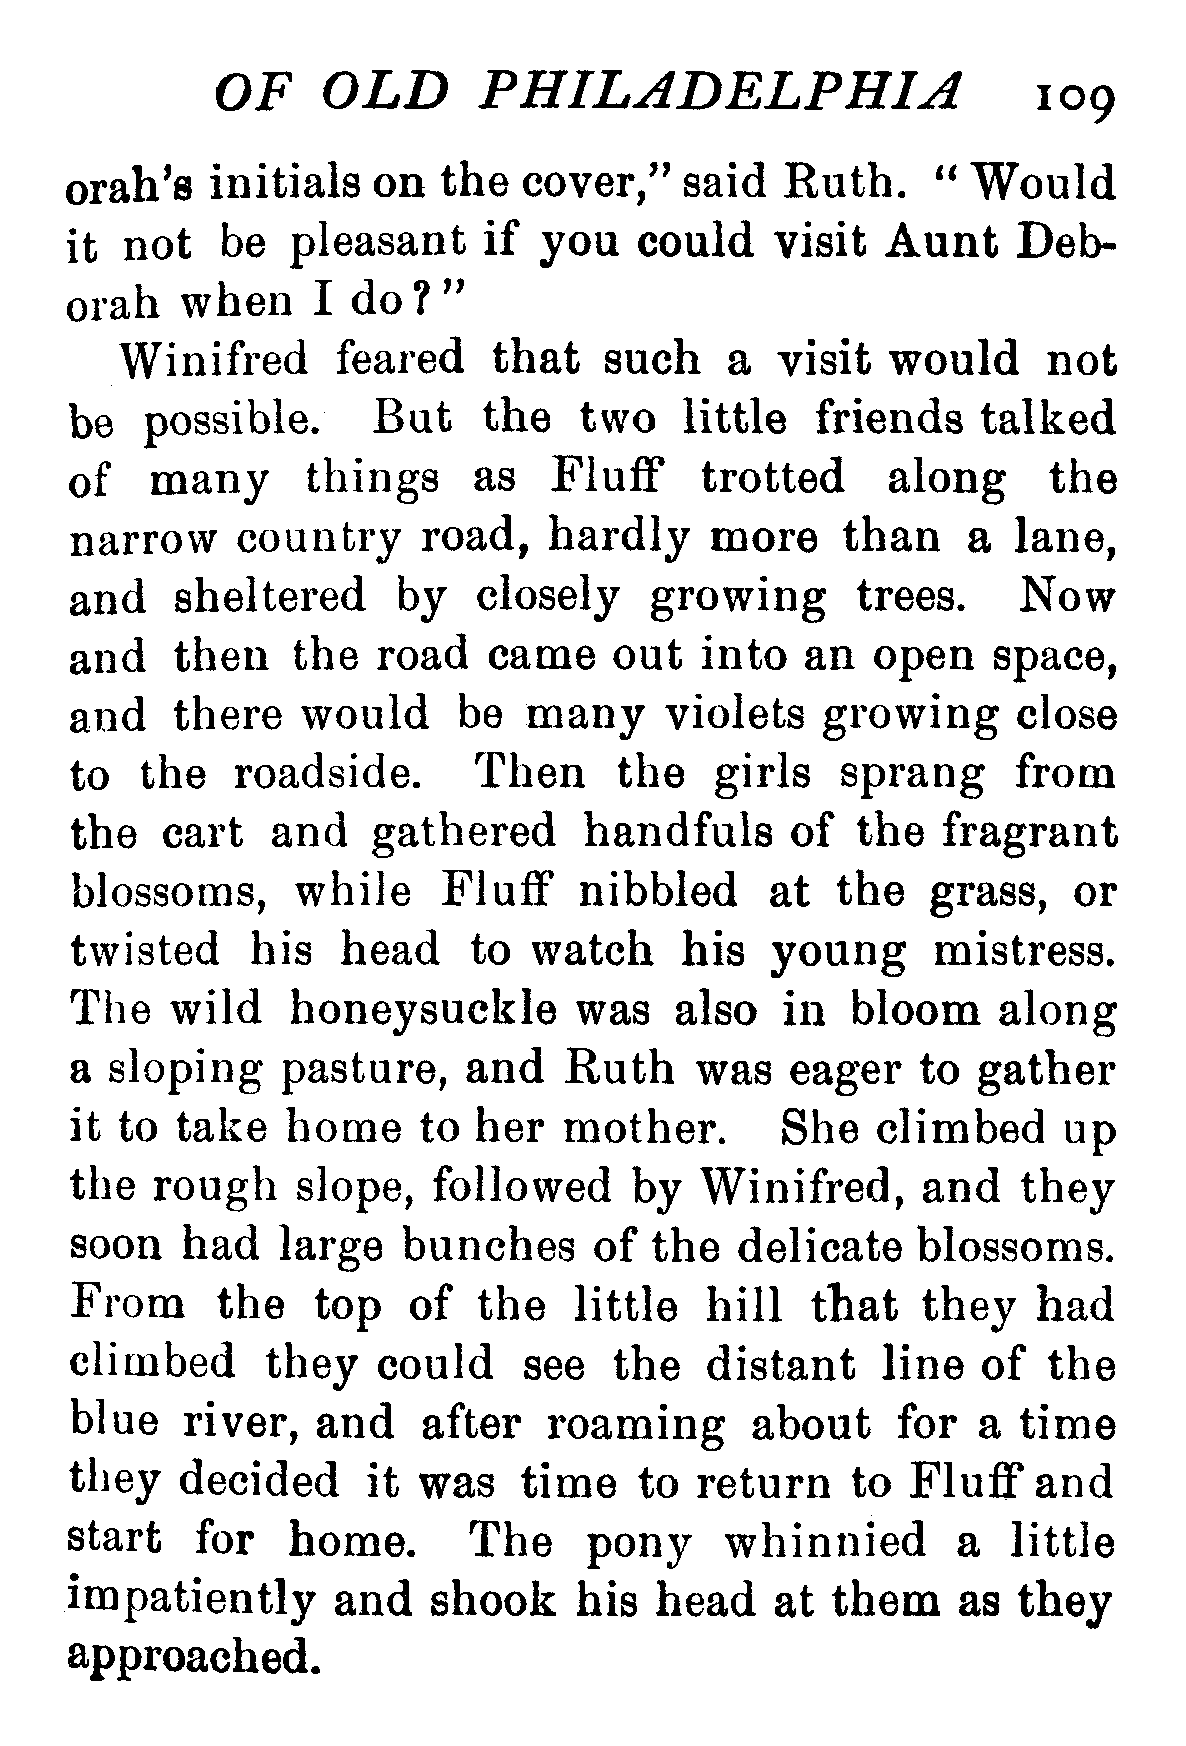 OF OLD PHILADELPHIA 109
orah's initials on the cover," said Ruth. "Would
it not be pleasant if you could visit Aunt Deb-
orah when I do?"
Winifred feared that such a visit would not
be possible. But the two little friends talked
of many things as Fluff trotted along the
narrow country road, hardly more than a lane,
and sheltered by closely growing trees. Now
and then the road came out into an open space,
and there would be many violets growing close
to the roadside. Then the girls sprang from
the cart and gathered handfuls of the fragrant
blossoms, while Fluff nibbled at the grass, or
twisted his head to watch his young mistress.
The wild honeysuckle was also in bloom along
a sloping pasture, and Ruth was eager to gather
it to take home to her mother. She climbed up
the rough slope, followed by Winifred, and they
soon had large bunches of the delicate blossoms.
From the top of the little hill that they had
climbed they could see the distant line of the
blue river, and after roaming about for a time
they decided it was time to return to Fluff and
start for home. The pony whinnied a little
impatiently and shook his head at them as they
approached.